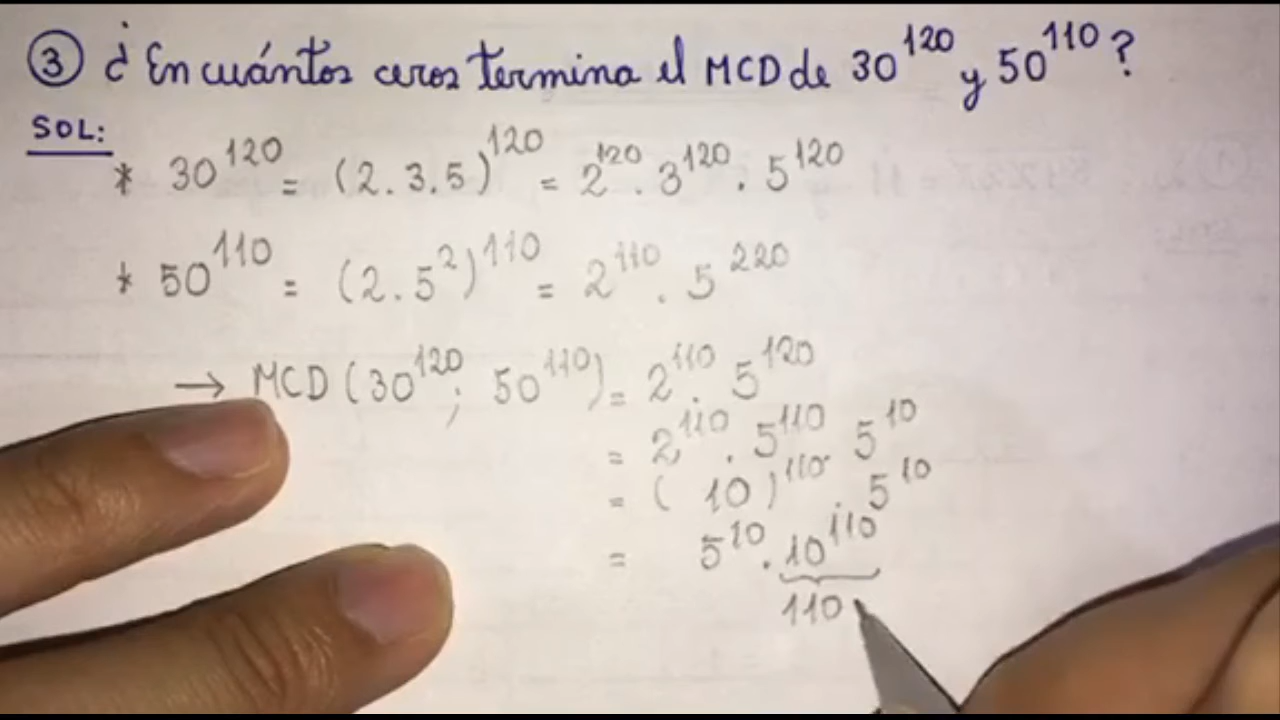 ③ ¿En cuántos ceros termina el MCD de 30^120 y 50^110?
SOL:
* 30^120 = (2.3.5)^120 = 2^120 . 3^120 . 5^120
* 50^110 = (2.5^2)^110 = 2^110 . 5^220
→ MCD (30^120; 50^110) = 2^110 . 5^120
= 2^110 . 5^110 5^10
= (10)^110 . 5^10
= 5^10 . 10^110
110